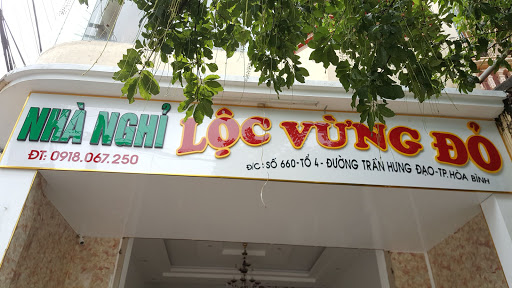 NHÀ NGHỈ LỘC VỪNG ĐỎ
ĐT: 0918.067.250 Đ/C: SỐ 660-TỔ 4- ĐƯỜNG TRẦN HƯNG ĐẠO-TP.HÒA BÌNH